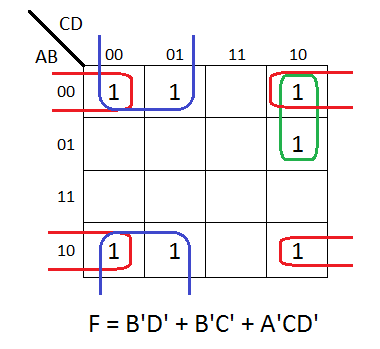 CD
AB 00 01 11 10
00 1 1 1
01 1
11
10 1 1 1
F = B'D' + B'C' + A'CD'